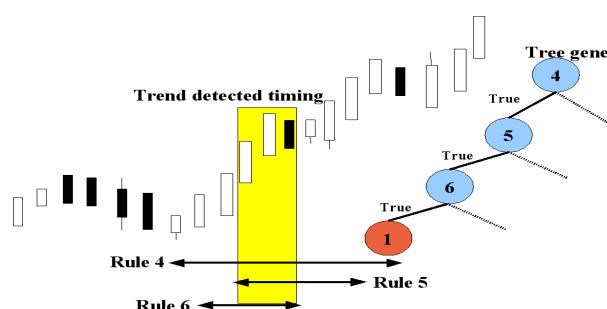 Tree gene
4
Trend detected timing
True
5
True
6
True
1
Rule 4
Rule 5
Rule 6